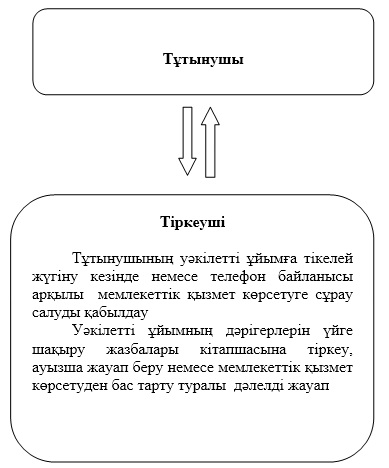 Тұтынушы
Тіркеуші
Тұтынушының уәкілетті ұйымға тікелей
жүгіну кезінде немесе телефон байланысы
арқылы мемлекеттік қызмет көрсетуге сұрау
салуды қабылдау
Уәкілетті ұйымның дәрігерлерін үйге
шақыру жазбалары кітапшасына тіркеу,
ауызша жауап беру немесе мемлекеттік қызмет
көрсетуден бас тарту туралы дәлелді жауап